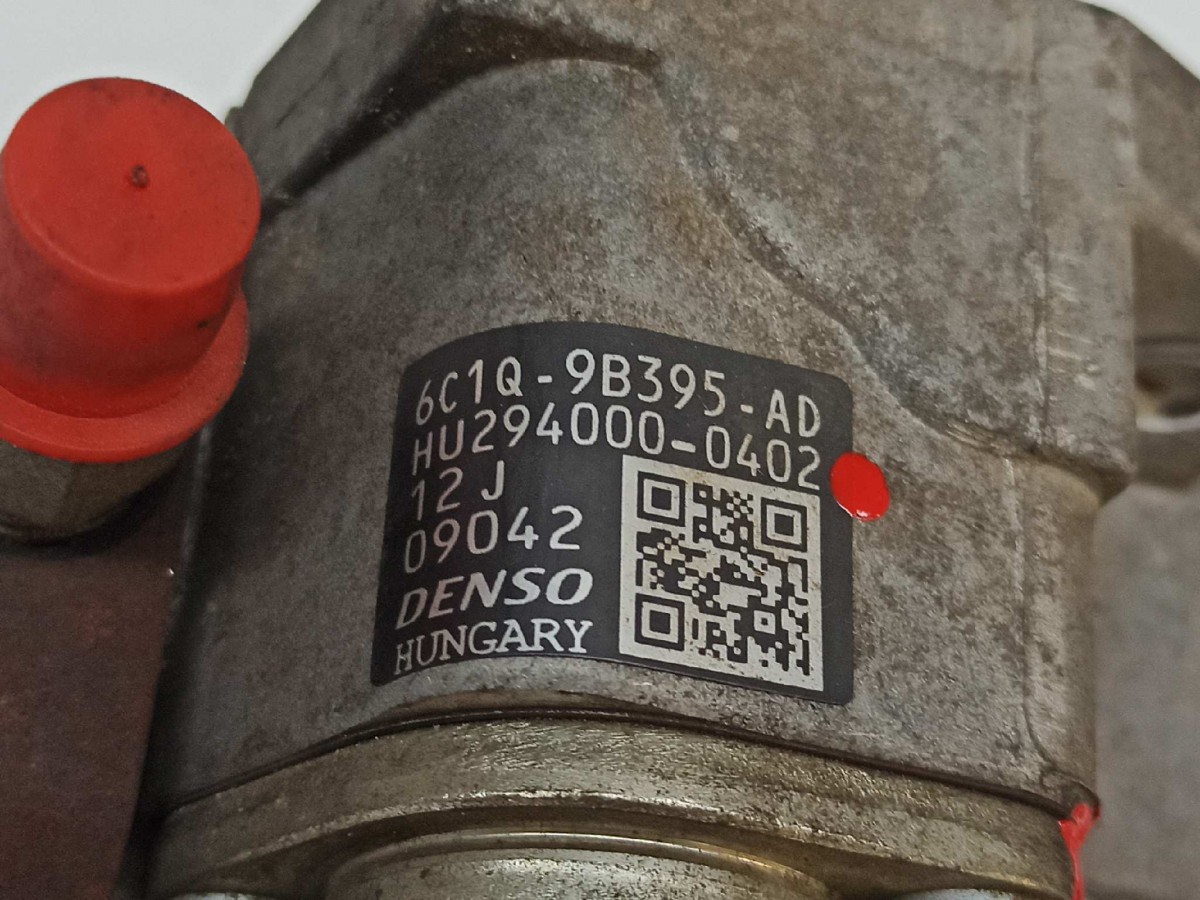 6C1Q-9B395-AD
HU294000-0402
12J
09042
DENSO
HUNGARY